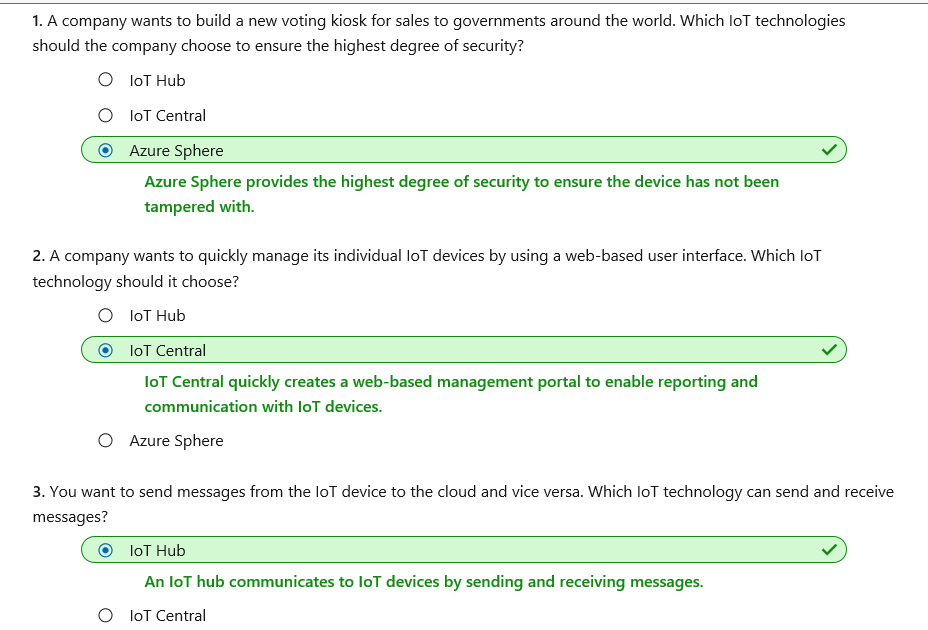 1. A company wants to build a new voting kiosk for sales to governments around the world. Which IoT technologies
should the company choose to ensure the highest degree of security?
IoT Hub
IoT Central
Azure Sphere
Azure Sphere provides the highest degree of security to ensure the device has not been
tampered with.
2. A company wants to quickly manage its individual IoT devices by using a web-based user interface. Which IoT
technology should it choose?
IoT Hub
IoT Central
IoT Central quickly creates a web-based management portal to enable reporting and
communication with IoT devices.
Azure Sphere
3. You want to send messages from the IoT device to the cloud and vice versa. Which IoT technology can send and receive
messages?
IoT Hub
An IoT hub communicates to IoT devices by sending and receiving messages.
IoT Central